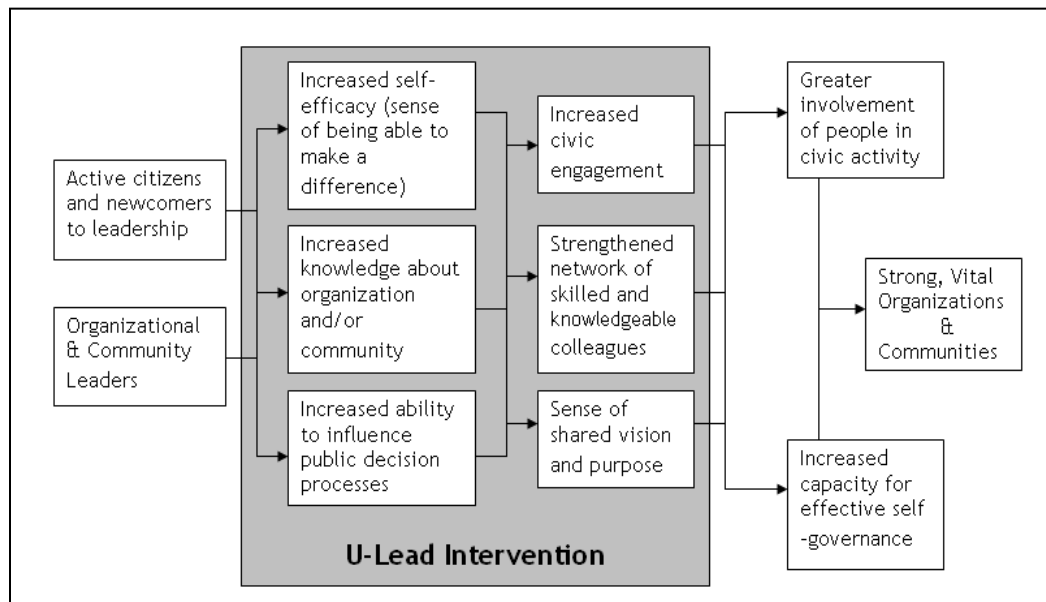 Active citizens
and newcomers
to leadership
Organizational
& Community
Leaders
Increased self-
efficacy (sense
of being able to
make a
difference)
Increased
knowledge about
organization
and/or
community
Increased ability
to influence
public decision
processes
Increased
civic
engagement
Strengthened
network of
skilled and
knowledgeable
colleagues
Sense of
shared vision
and purpose
U-Lead Intervention
Greater
involvement
of people in
civic activity
Increased
capacity for
effective self
-governance
Strong, Vital
Organizations
&
Communities